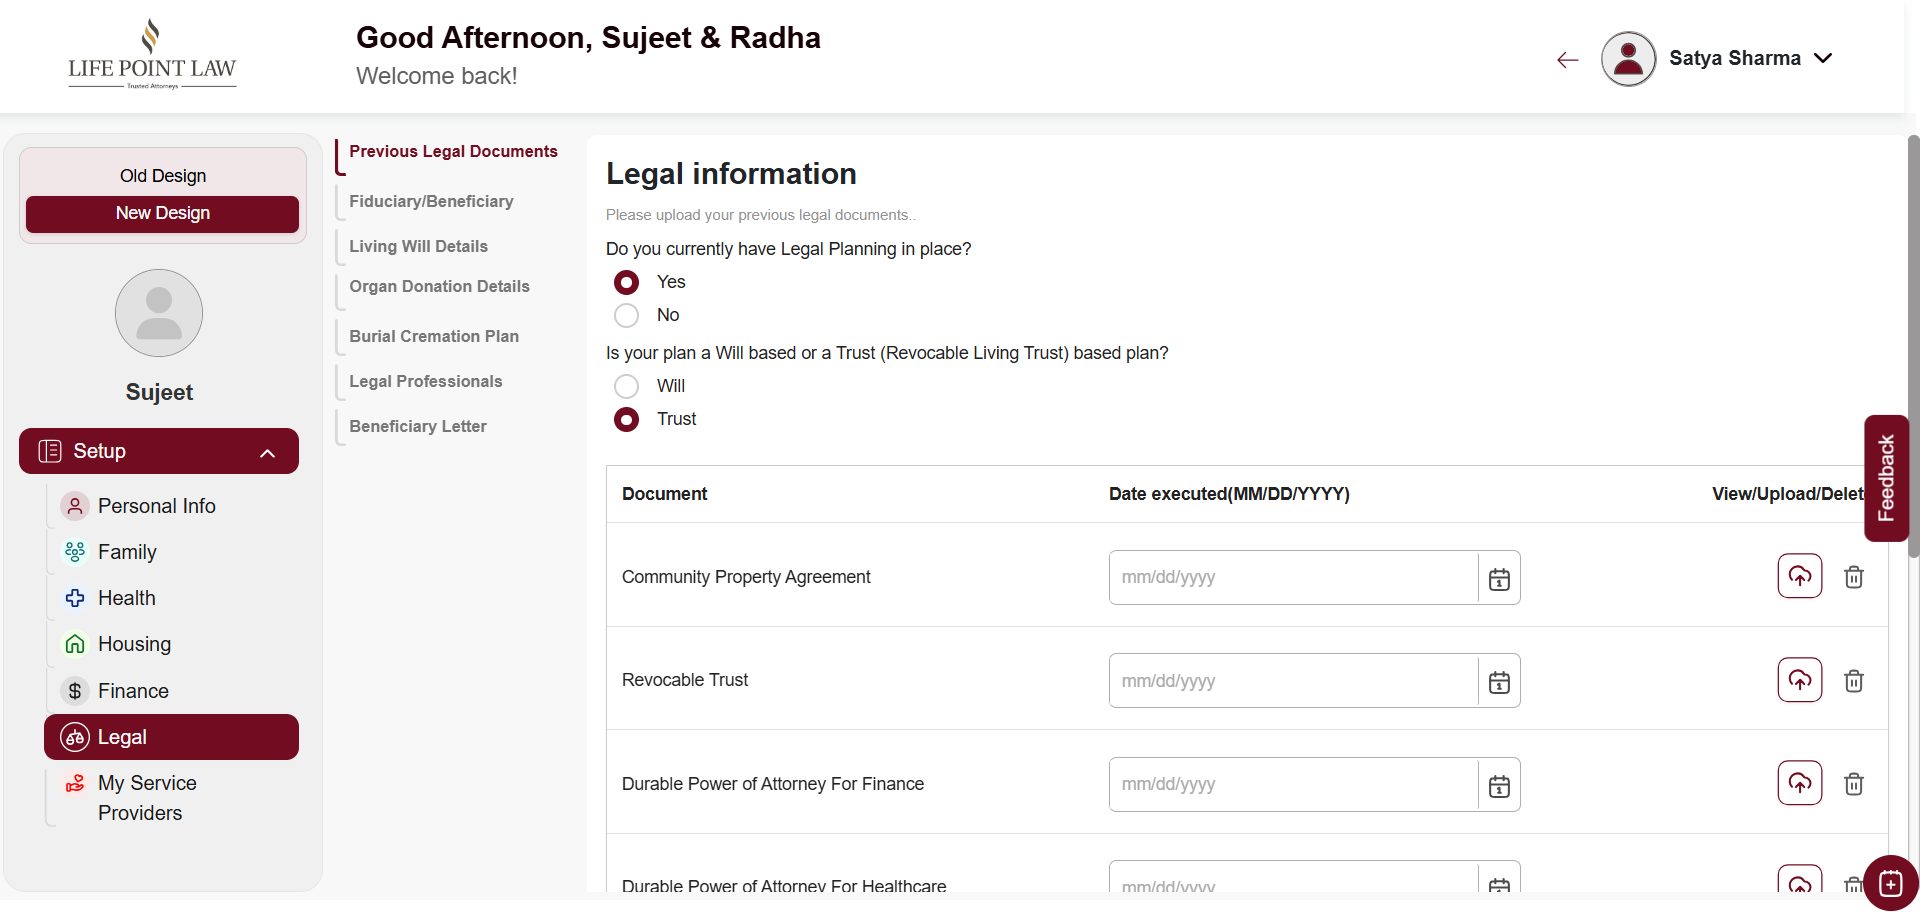 LIFE POINT LAW
Trusted Attorneys
Good Afternoon, Sujeet & Radha
Welcome back!
Satya Sharma
Old Design
New Design
Sujeet
Setup
Personal Info
Family
Health
Housing
Finance
Legal
My Service
Providers
Previous Legal Documents
Fiduciary/Beneficiary
Living Will Details
Organ Donation Details
Burial Cremation Plan
Legal Professionals
Beneficiary Letter
Legal information
Please upload your previous legal documents..
Do you currently have Legal Planning in place?
Yes
No
Is your plan a Will based or a Trust (Revocable Living Trust) based plan?
Will
Trust
Document Date executed(MM/DD/YYYY) View/Upload/Delet
Community Property Agreement mm/dd/yyyy
Revocable Trust mm/dd/yyyy
Durable Power of Attorney For Finance mm/dd/yyyy
Durable Power of Attorney For Healthcare mm/dd/yyyy
Feedback